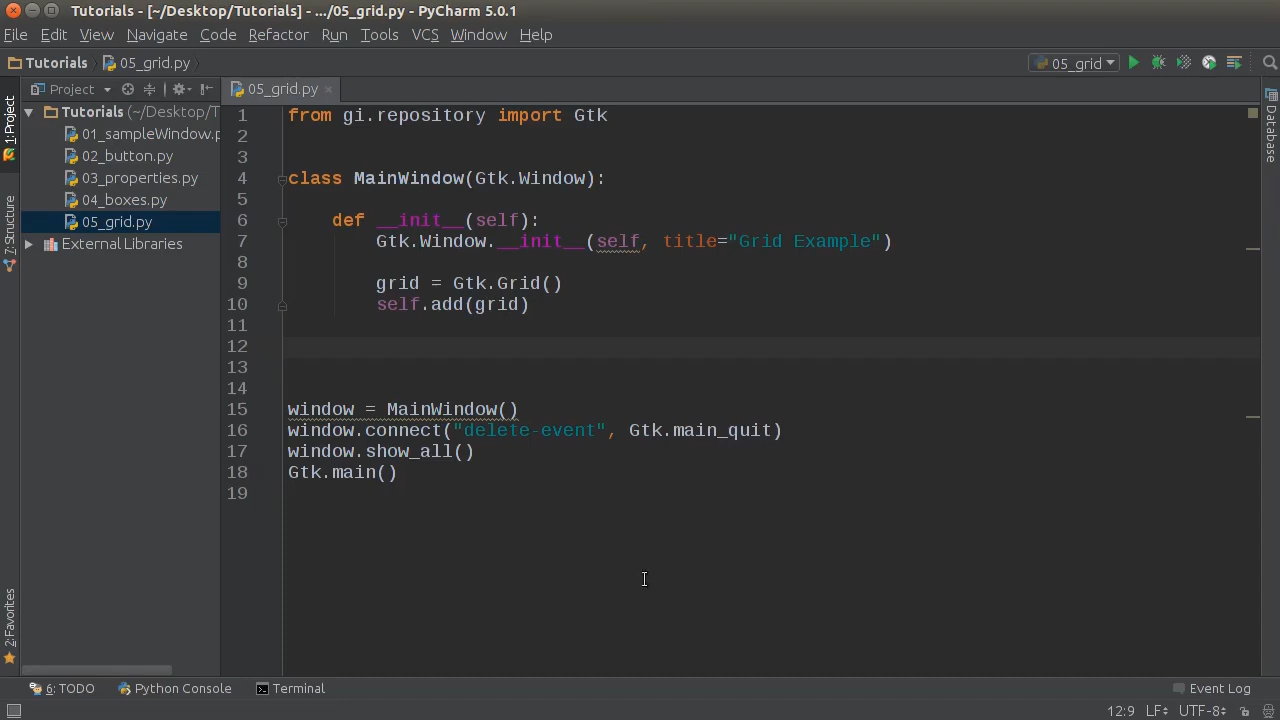 Tutorials - [~/Desktop/Tutorials] - .../05_grid.py - PyCharm 5.0.1
File Edit View Navigate Code Refactor Run Tools VCS Window Help
Tutorials 05_grid.py 05_grid
1: Project
7: Structure
2: Favorites
Project
Tutorials (~/Desktop/T
01_sampleWindow.p
02_button.py
03_properties.py
04_boxes.py
05_grid.py
External Libraries
05_grid.py
1 from gi.repository import Gtk
2
3
4 class MainWindow(Gtk.Window):
5
6 def __init__(self):
7 Gtk.Window.__init__(self, title="Grid Example")
8
9 grid = Gtk.Grid()
10 self.add(grid)
11
12
13
14
15 window = MainWindow()
16 window.connect("delete-event", Gtk.main_quit)
17 window.show_all()
18 Gtk.main()
19
Database
6: TODO Python Console Terminal Event Log
12:9 LF UTF-8